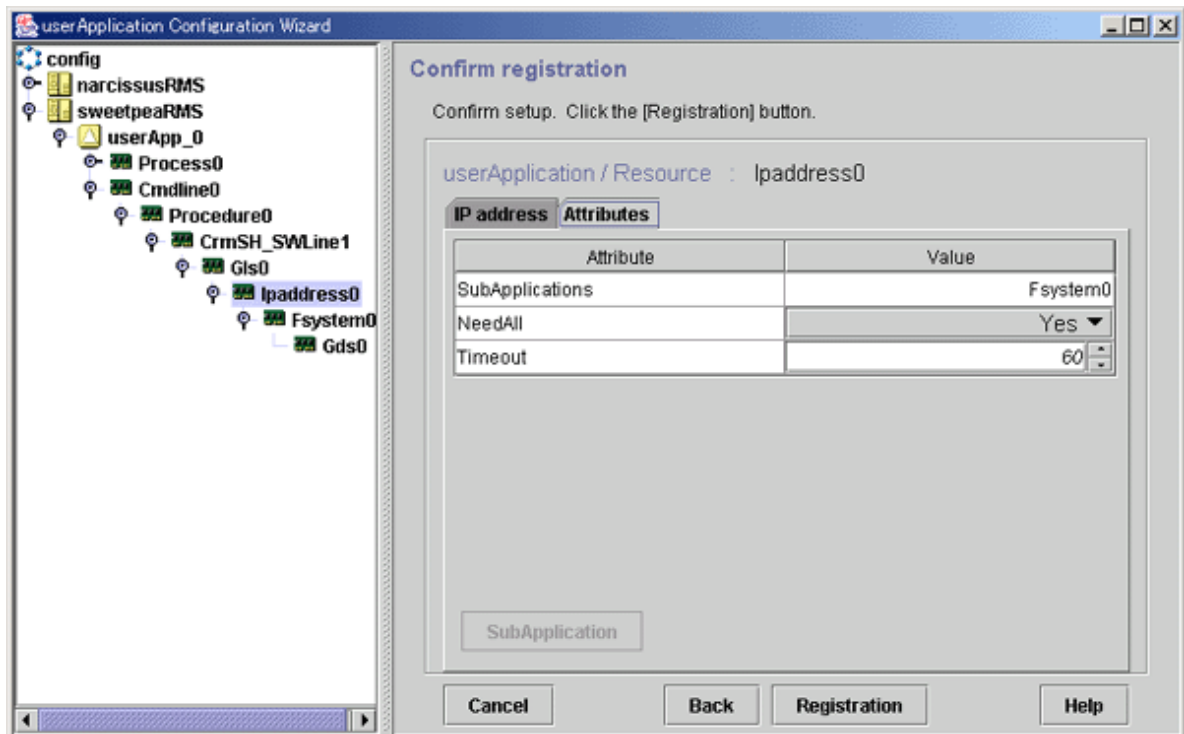 userApplication Configuration Wizard
config
narcissusRMS
sweetpeaRMS
userApp_0
Process0
Cmdline0
Procedure0
CrmSH_SWLine1
Gls0
Ipaddress0
Fsystem0
Gds0
Confirm registration
Confirm setup. Click the [Registration] button.
userApplication / Resource : Ipaddress0
IP address Attributes
Attribute Value
SubApplications Fsystem0
NeedAll Yes
Timeout 60
SubApplication
Cancel Back Registration Help